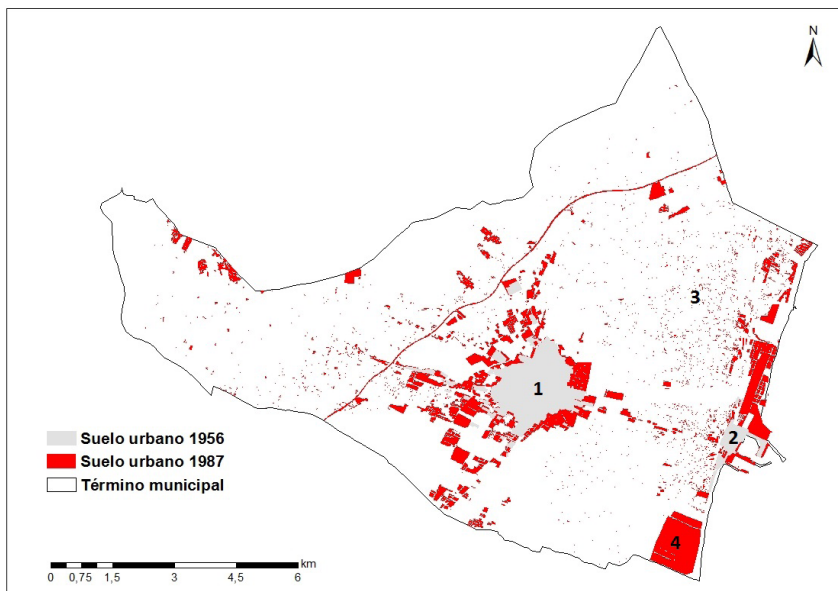 N
3
1
2
4
Suelo urbano 1956
Suelo urbano 1987
Término municipal
km
0 0,75 1,5 3 4,5 6